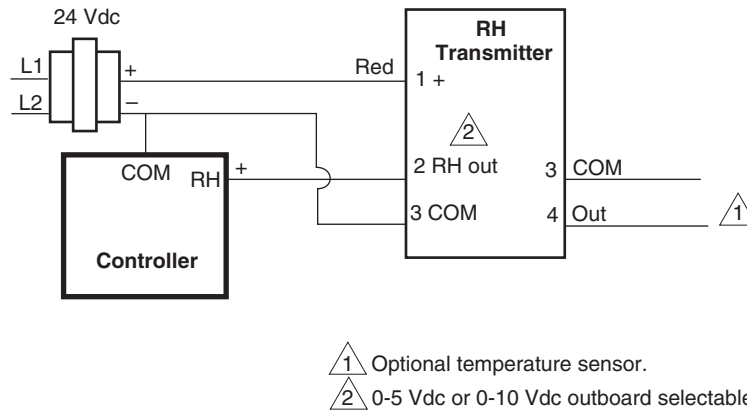 24 Vdc
L1
L2
+
–
Red
RH
Transmitter
1 +
2
2 RH out
3 COM
3 COM
4 Out
1
COM
RH
+
Controller
1 Optional temperature sensor.
2 0-5 Vdc or 0-10 Vdc outboard selectable